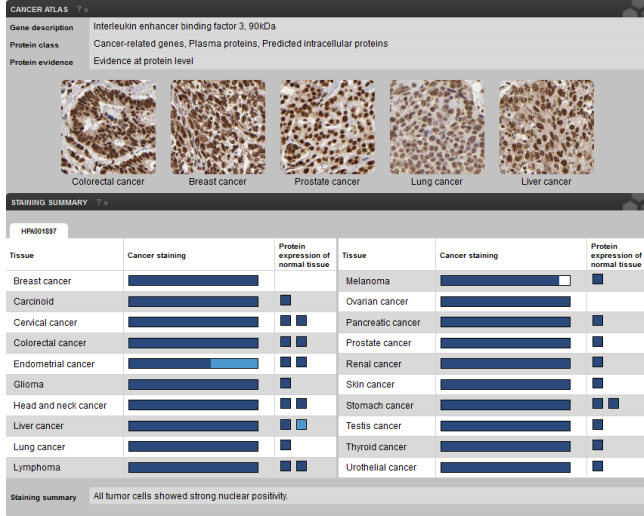 CANCER ATLAS ? »
Gene description Interleukin enhancer binding factor 3, 90kDa
Protein class Cancer-related genes, Plasma proteins, Predicted intracellular proteins
Protein evidence Evidence at protein level
Colorectal cancer Breast cancer Prostate cancer Lung cancer Liver cancer
STAINING SUMMARY ? »
HPA001897
Tissue Cancer staining Protein expression of normal tissue Tissue Cancer staining Protein expression of normal tissue
Breast cancer Melanoma
Carcinoid Ovarian cancer
Cervical cancer Pancreatic cancer
Colorectal cancer Prostate cancer
Endometrial cancer Renal cancer
Glioma Skin cancer
Head and neck cancer Stomach cancer
Liver cancer Testis cancer
Lung cancer Thyroid cancer
Lymphoma Urothelial cancer
Staining summary All tumor cells showed strong nuclear positivity.